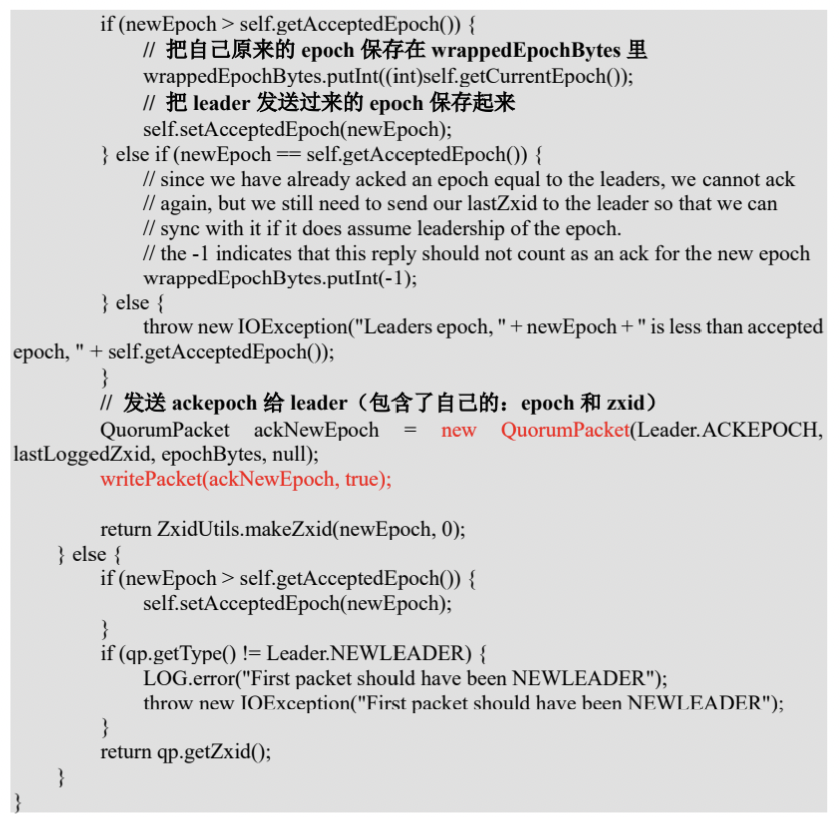 if (newEpoch > self.getAcceptedEpoch()) {
// 把自己原来的 epoch 保存在 wrappedEpochBytes 里
wrappedEpochBytes.putInt((int)self.getCurrentEpoch());
// 把 leader 发送过来的 epoch 保存起来
self.setAcceptedEpoch(newEpoch);
} else if (newEpoch == self.getAcceptedEpoch()) {
// since we have already acked an epoch equal to the leaders, we cannot ack
// again, but we still need to send our lastZxid to the leader so that we can
// sync with it if it does assume leadership of the epoch.
// the -1 indicates that this reply should not count as an ack for the new epoch
wrappedEpochBytes.putInt(-1);
} else {
throw new IOException("Leaders epoch, " + newEpoch + " is less than accepted
epoch, " + self.getAcceptedEpoch());
}
// 发送 ackepoch 给 leader（包含了自己的：epoch 和 zxid）
QuorumPacket ackNewEpoch = new QuorumPacket(Leader.ACKEPOCH,
lastLoggedZxid, epochBytes, null);
writePacket(ackNewEpoch, true);
return ZxidUtils.makeZxid(newEpoch, 0);
} else {
if (newEpoch > self.getAcceptedEpoch()) {
self.setAcceptedEpoch(newEpoch);
}
if (qp.getType() != Leader.NEWLEADER) {
LOG.error("First packet should have been NEWLEADER");
throw new IOException("First packet should have been NEWLEADER");
}
return qp.getZxid();
}
}